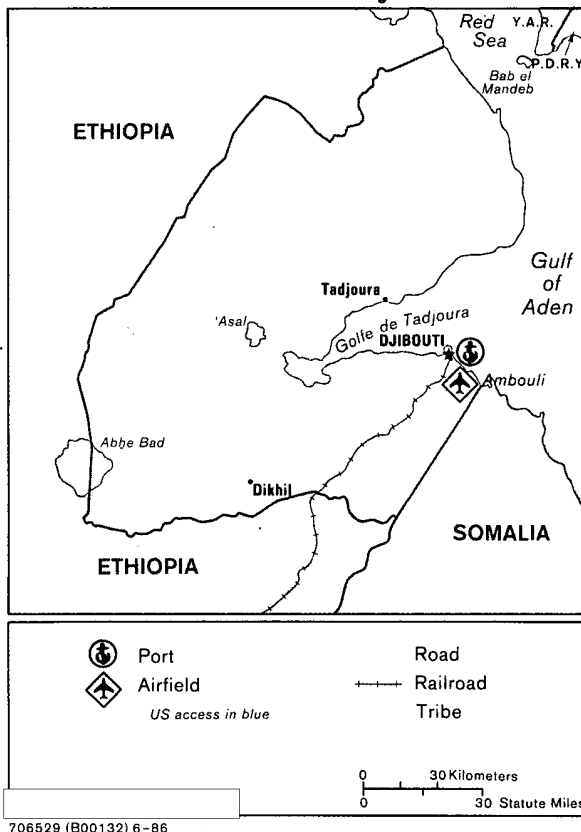 Red
Sea
Y.A.R.
P.D.R.Y
Bab el
Mandeb
ETHIOPIA
Gulf
of
Aden
Tadjoura
'Asal
Golfe de Tadjoura
DJIBOUTI
Ambouli
Abhe Bad
Dikhil
SOMALIA
ETHIOPIA
Port
Airfield
US access in blue
Road
Railroad
Tribe
0 30 Kilometers
0 30 Statute Miles
706529 (B00132) 6-86